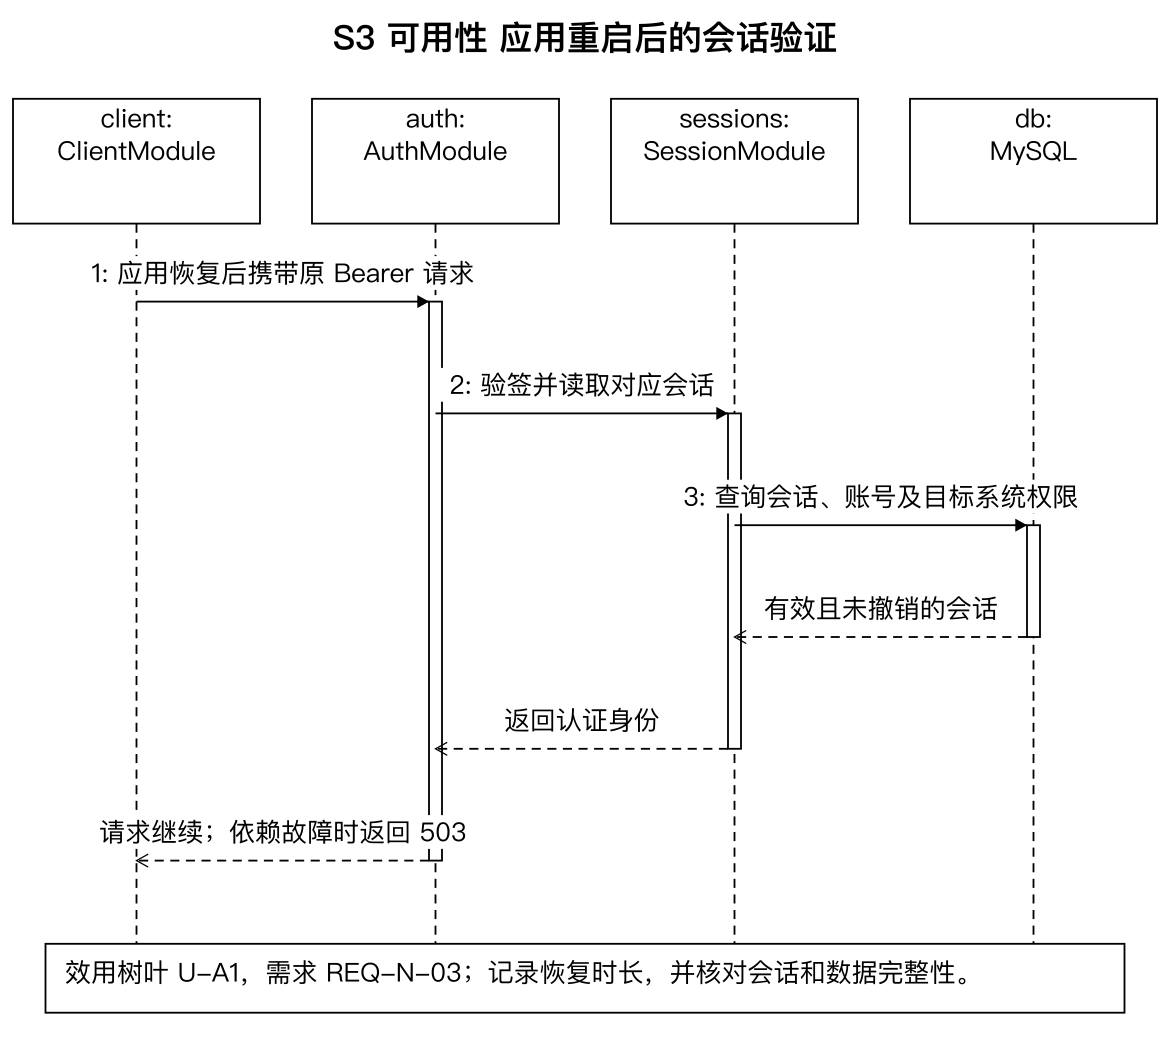 S3 可用性 应用重启后的会话验证
client:
ClientModule
auth:
AuthModule
sessions:
SessionModule
db:
MySQL
1: 应用恢复后携带原 Bearer 请求
2: 验签并读取对应会话
3: 查询会话、账号及目标系统权限
有效且未撤销的会话
返回认证身份
请求继续；依赖故障时返回 503
效用树叶 U-A1，需求 REQ-N-03；记录恢复时长，并核对会话和数据完整性。